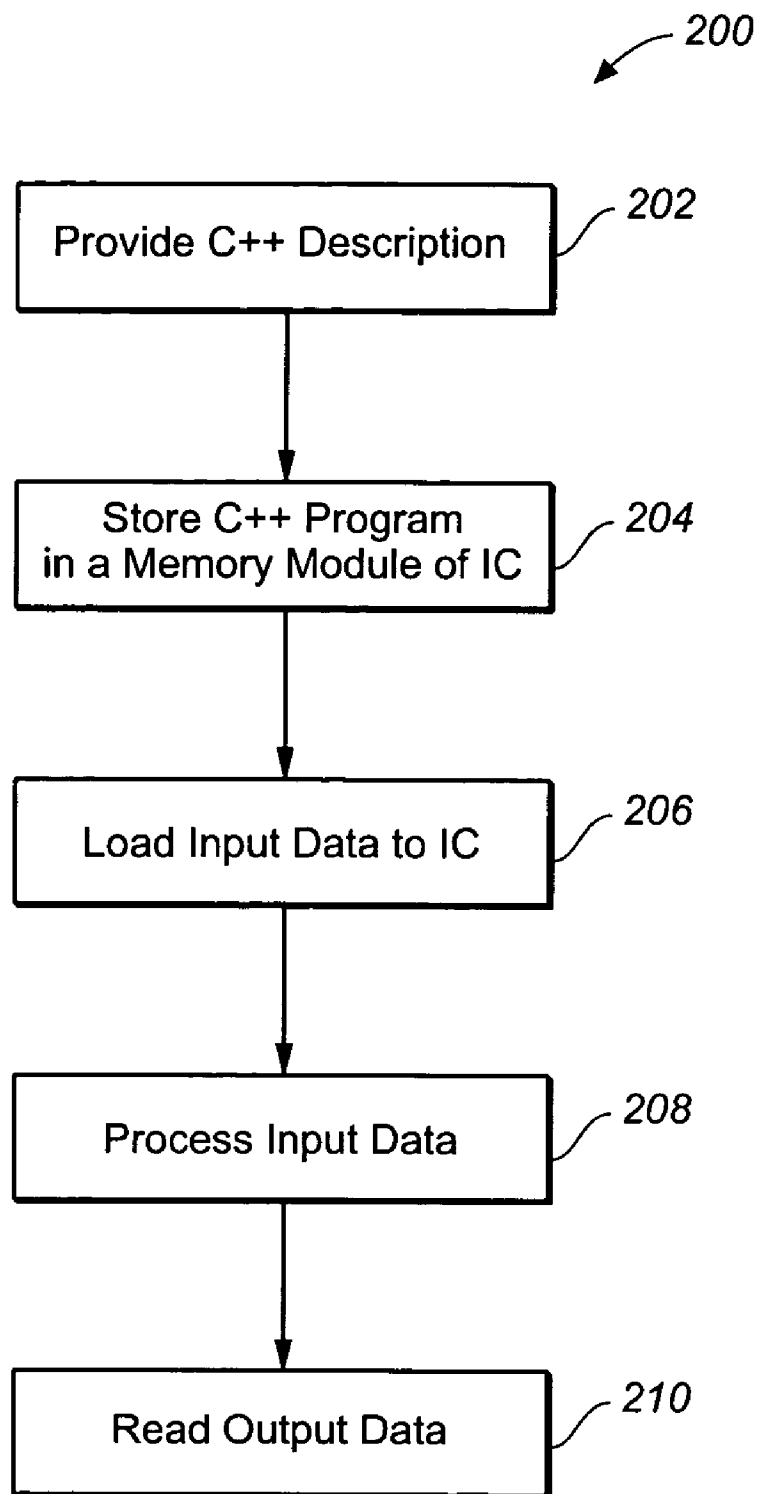 200
Provide C++ Description
202
Store C++ Program
in a Memory Module of IC
204
Load Input Data to IC
206
Process Input Data
208
Read Output Data
210